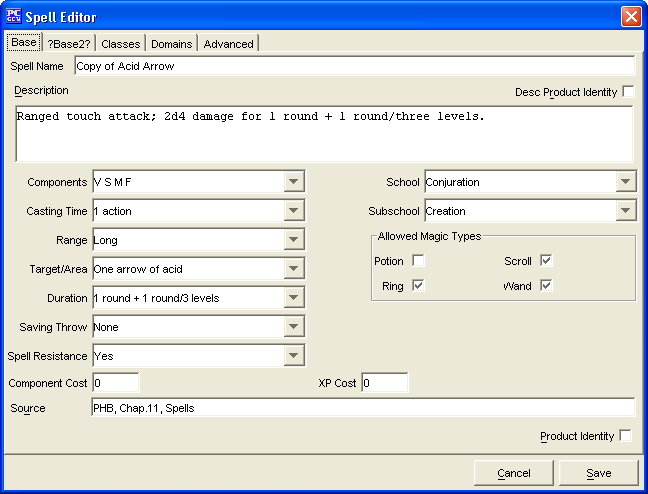 PCGEN Spell Editor
Base ?Base2? Classes Domains Advanced
Spell Name Copy of Acid Arrow
Description Desc Product Identity
Ranged touch attack; 2d4 damage for 1 round + 1 round/three levels.
Components V S M F School Conjuration
Casting Time 1 action Subschool Creation
Range Long Allowed Magic Types
Target/Area One arrow of acid Potion Scroll
Duration 1 round + 1 round/3 levels Ring Wand
Saving Throw None
Spell Resistance Yes
Component Cost 0 XP Cost 0
Source PHB, Chap.11, Spells
Product Identity
Cancel Save